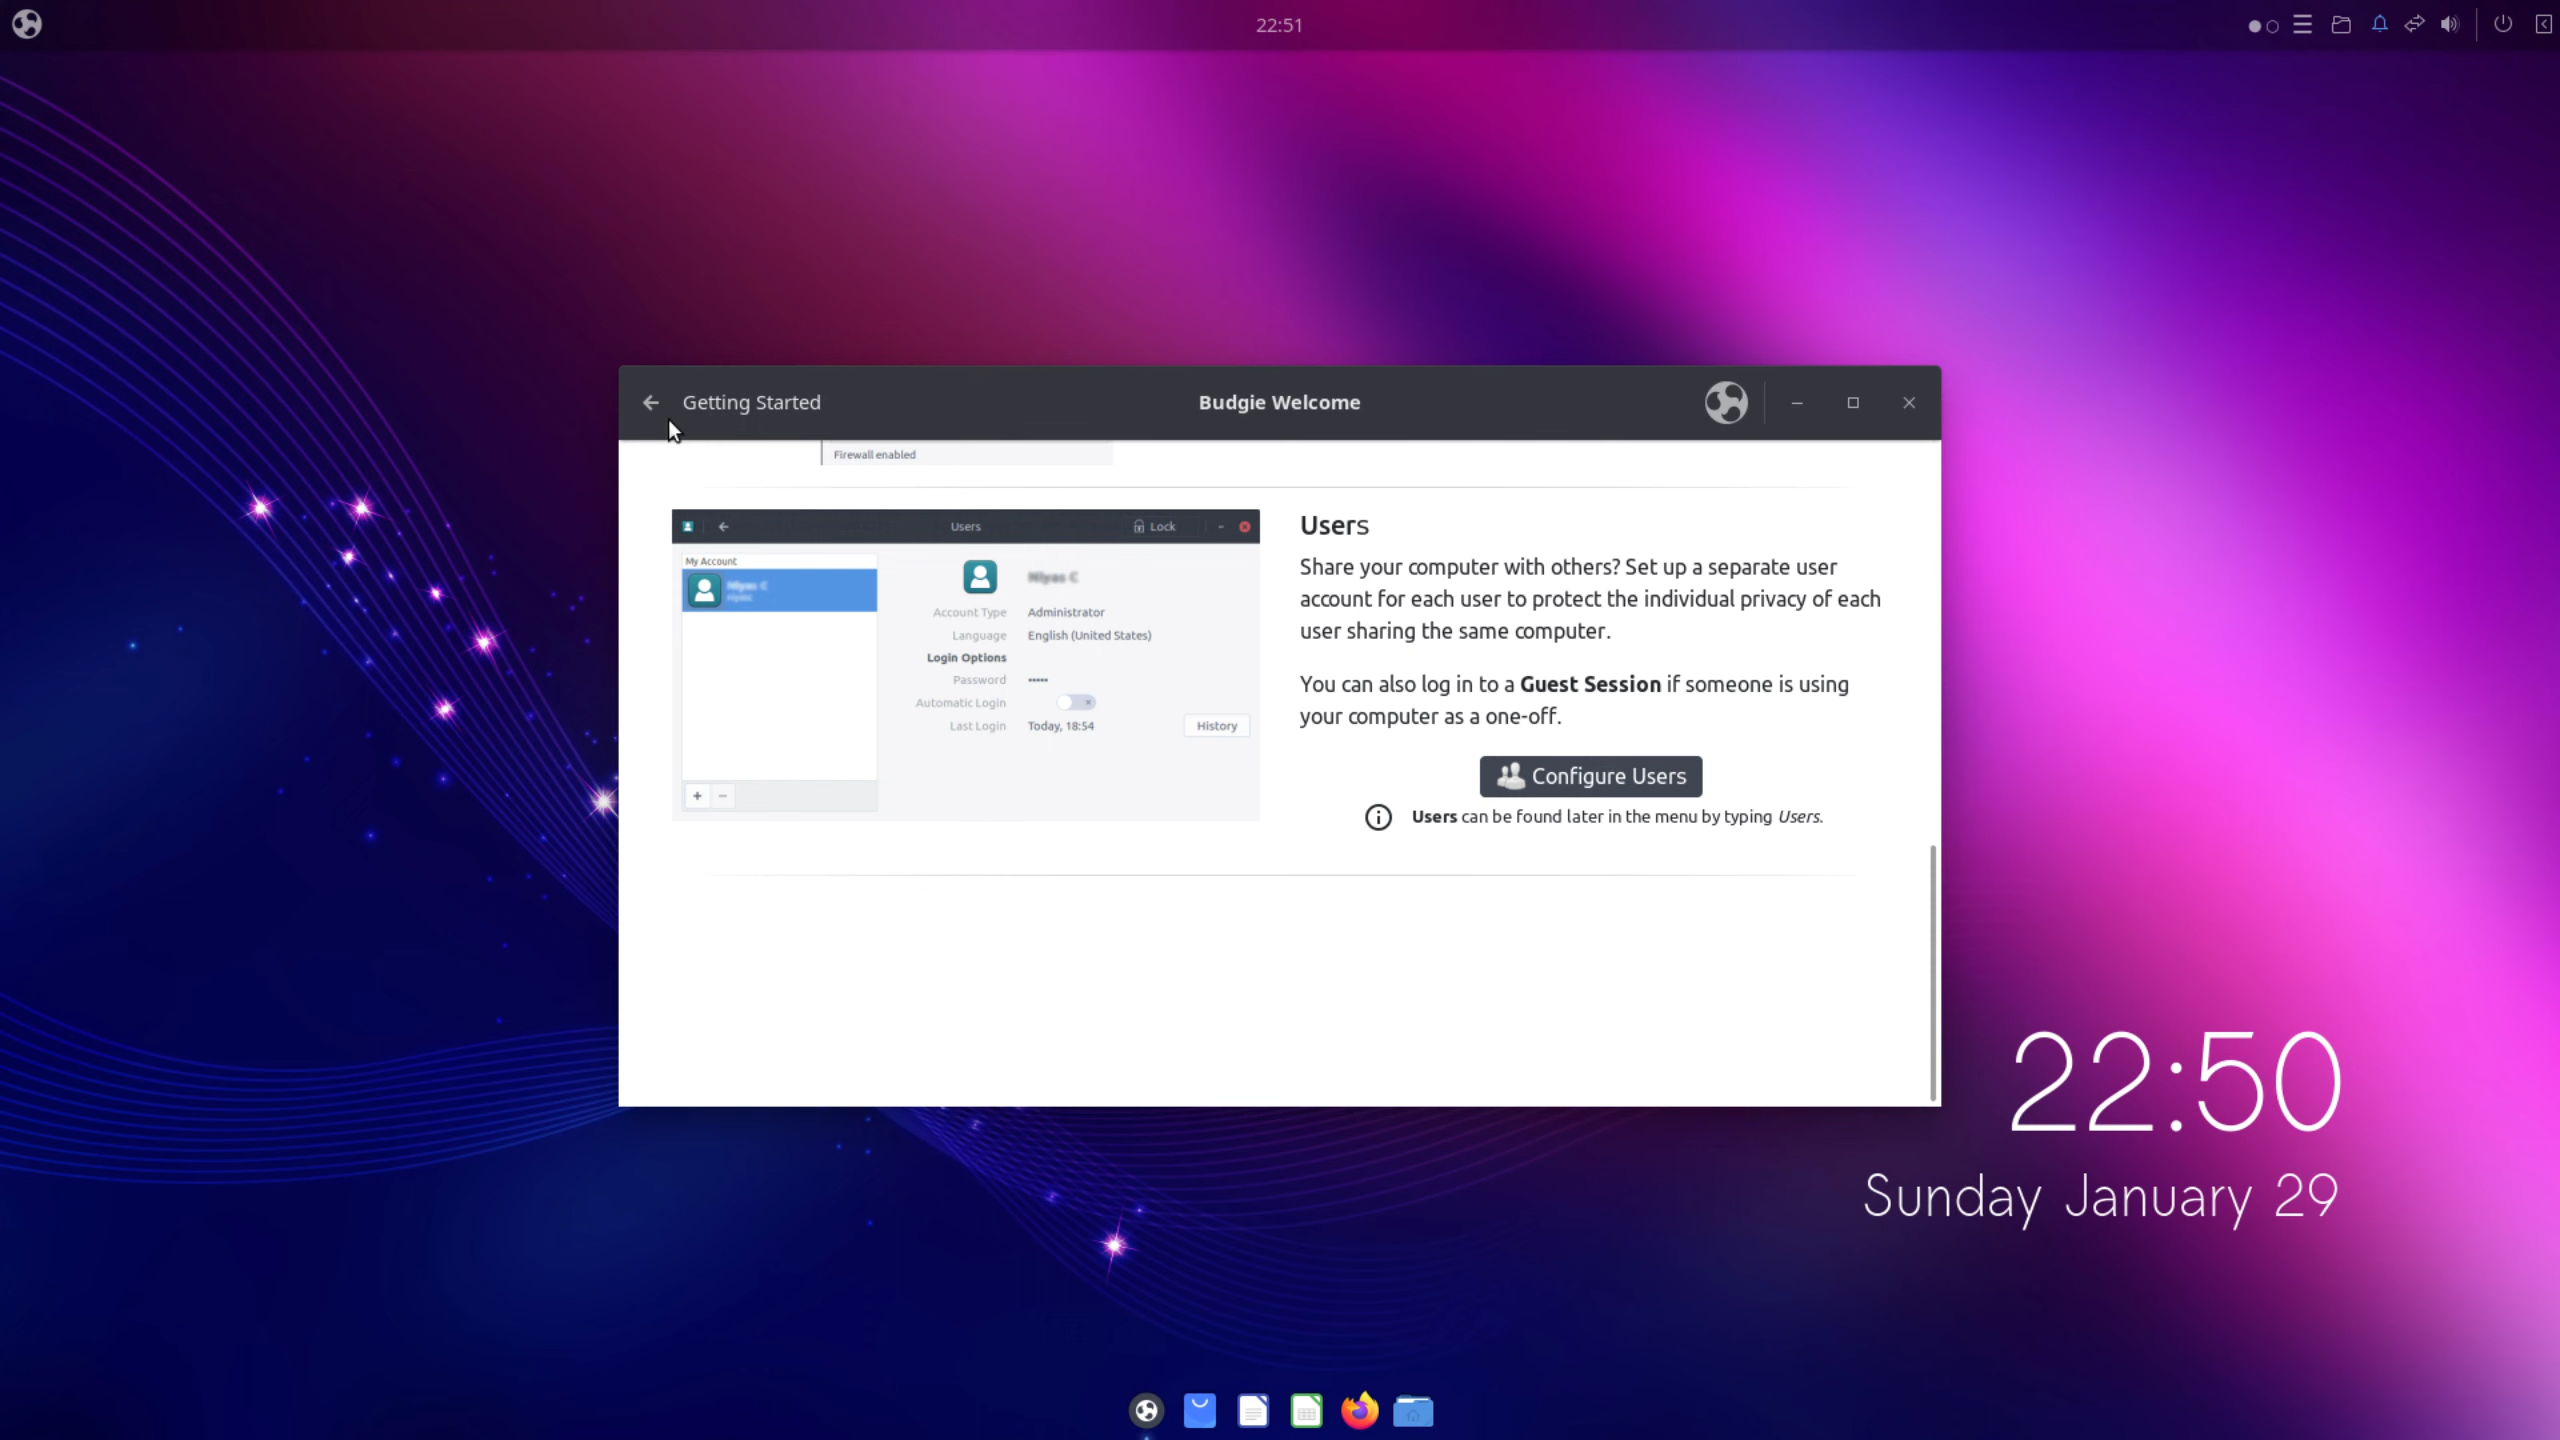 22:51
Getting Started
Budgie Welcome
Firewall enabled
Users
Lock
My Account
Account Type Administrator
Language English (United States)
Login Options
Password •••••
Automatic Login
Last Login Today, 18:54
History
Users
Share your computer with others? Set up a separate user
account for each user to protect the individual privacy of each
user sharing the same computer.
You can also log in to a Guest Session if someone is using
your computer as a one-off.
Configure Users
Users can be found later in the menu by typing Users.
22:50
Sunday January 29